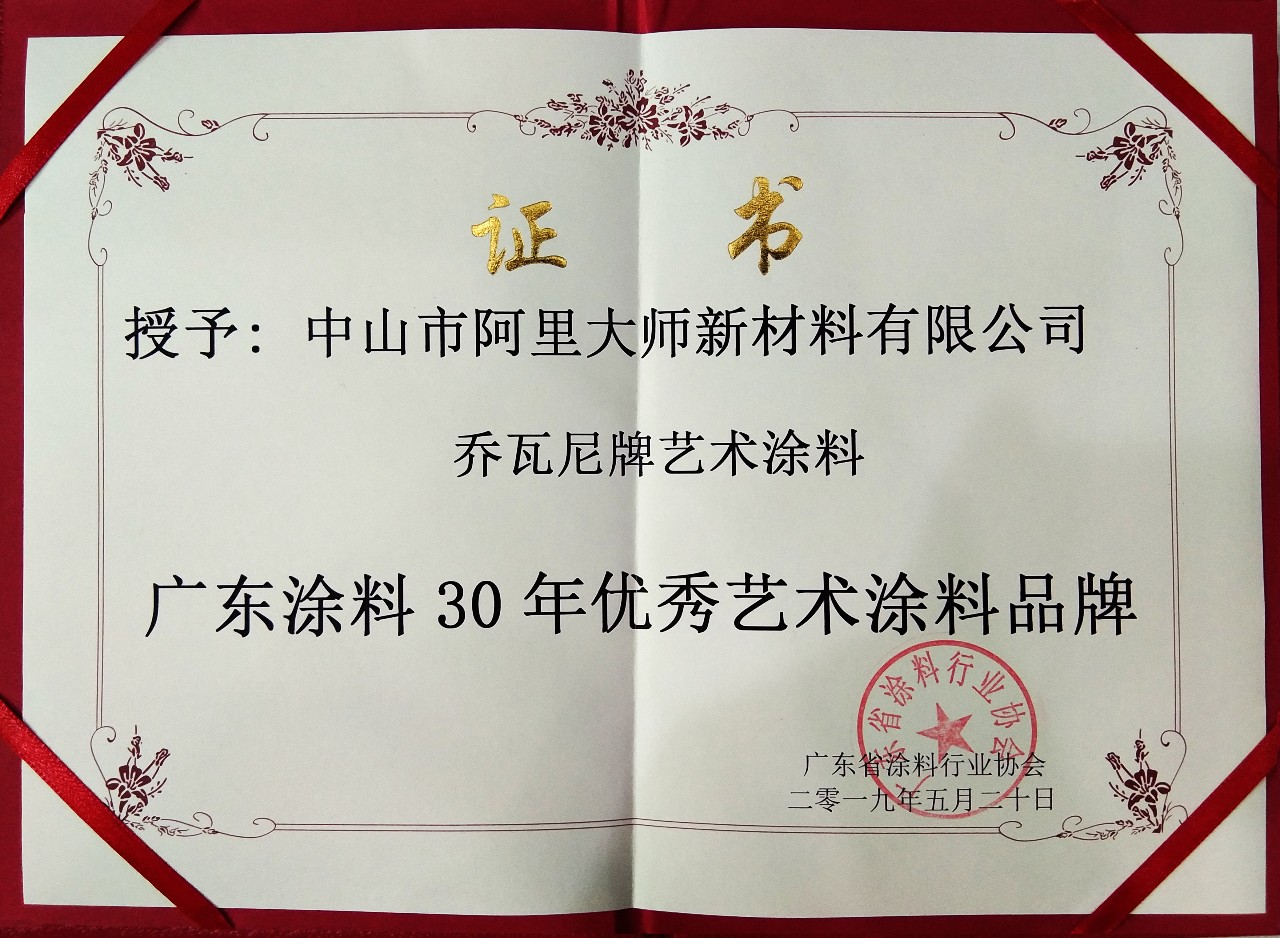 证 书
授予：中山市阿里大师新材料有限公司
乔瓦尼牌艺术涂料
广东涂料 30 年优秀艺术涂料品牌
东省涂料行业协会
广东省涂料行业协会
二零一九年五月二十日